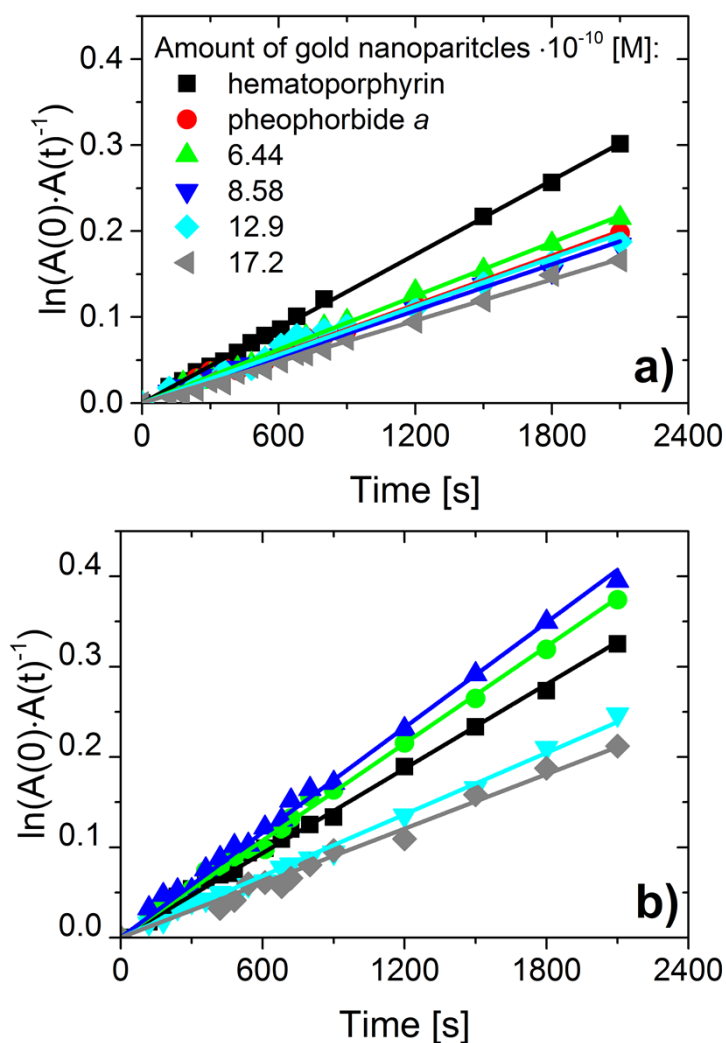 Amount of gold nanoparitcles ·10⁻¹⁰ [M]:
hematoporphyrin
pheophorbide a
6.44
8.58
12.9
17.2
ln(A(0)·A(t)⁻¹)
0.4
0.3
0.2
0.1
0.0
a)
0 600 1200 1800 2400
Time [s]
ln(A(0)·A(t)⁻¹)
0.4
0.3
0.2
0.1
0.0
b)
0 600 1200 1800 2400
Time [s]